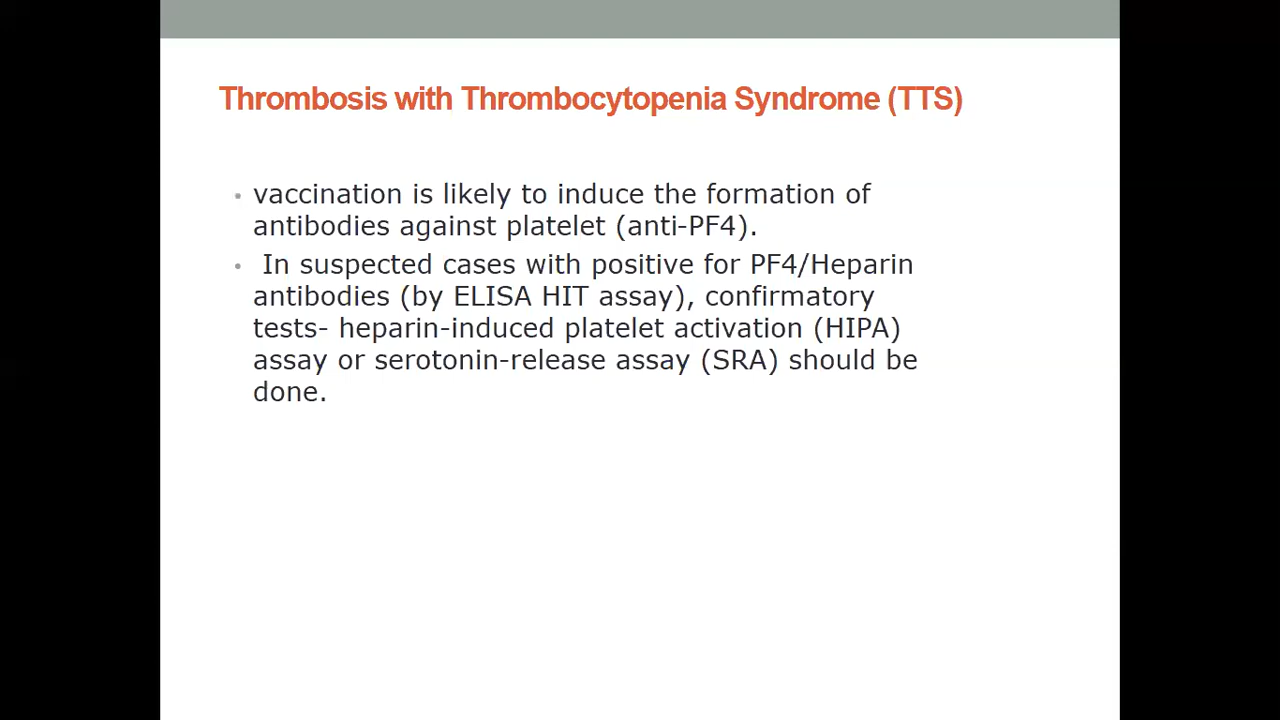 Thrombosis with Thrombocytopenia Syndrome (TTS)
• vaccination is likely to induce the formation of
antibodies against platelet (anti-PF4).
• In suspected cases with positive for PF4/Heparin
antibodies (by ELISA HIT assay), confirmatory
tests- heparin-induced platelet activation (HIPA)
assay or serotonin-release assay (SRA) should be
done.